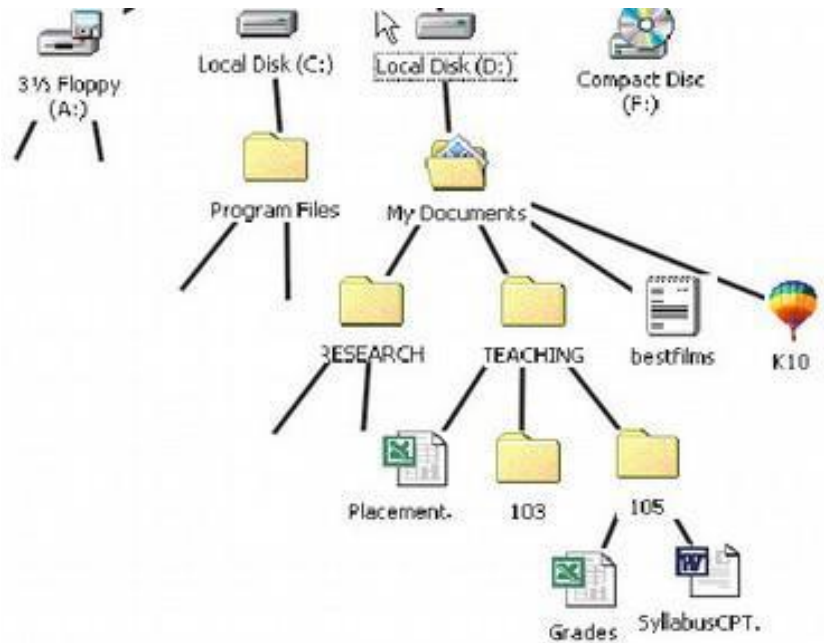 3½ Floppy
(A:)
Local Disk (C:)
Local Disk (D:)
Compact Disc
(F:)
Program Files
My Documents
RESEARCH
TEACHING
bestfilms
K10
Placement.
103
105
Grades
SyllabusCPT.